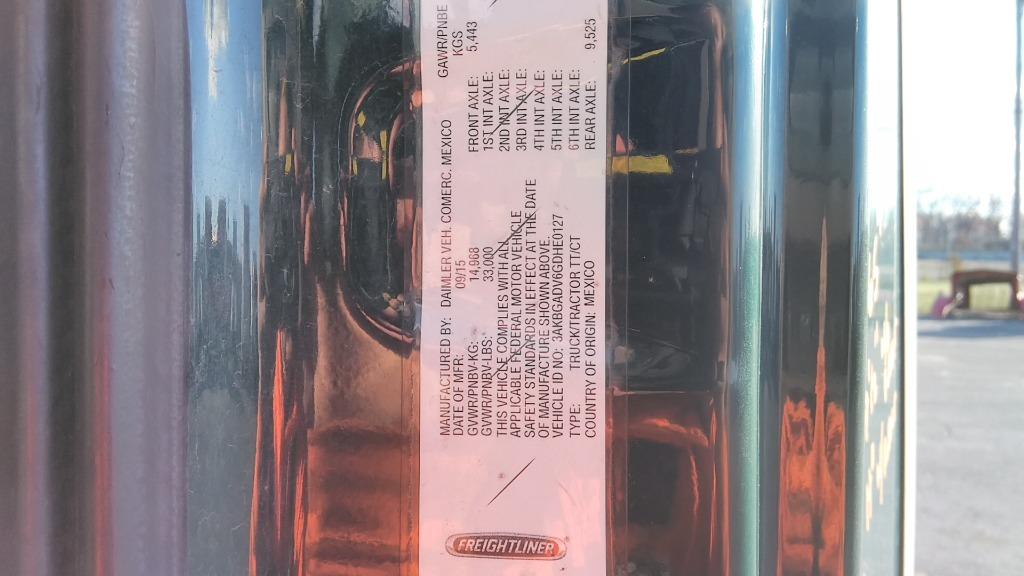 FREIGHTLINER
MANUFACTURED BY: DAIMLER VEH. COMERC. MEXICO
DATE OF MFR: 09/15
GVWR/PNBV-KG: 14,968
GVWR/PNBV-LBS: 33,000
THIS VEHICLE COMPLIES WITH ALL
APPLICABLE FEDERAL MOTOR VEHICLE
SAFETY STANDARDS IN EFFECT AT THE DATE
OF MANUFACTURE SHOWN ABOVE.
VEHICLE ID NO: 3AKBGADV6GDHE0127
TYPE: TRUCK/TRACTOR TT/CT
COUNTRY OF ORIGIN: MEXICO
GAWR/PNBE
KGS
FRONT AXLE: 5,443
1ST INT AXLE:
2ND INT AXLE:
3RD INT AXLE:
4TH INT AXLE:
5TH INT AXLE:
6TH INT AXLE:
REAR AXLE: 9,525